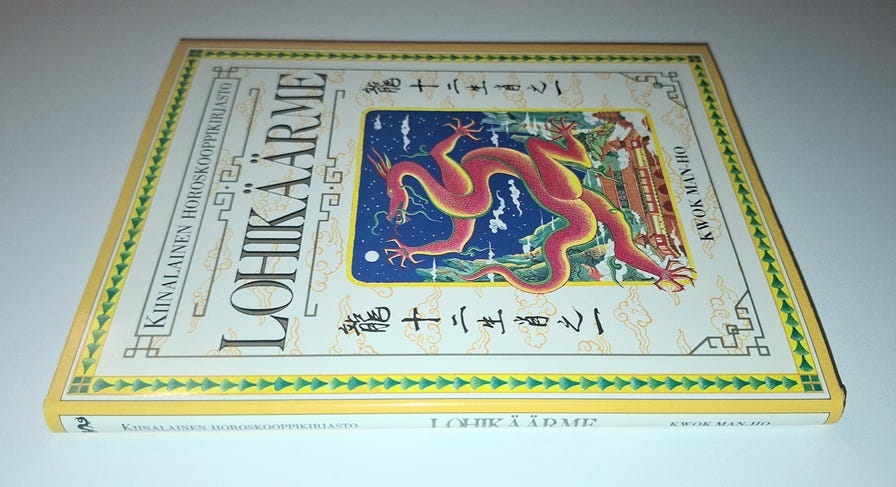 KIINALAINEN HOROSKOOPPIKIRJASTO
LOHIKÄÄRME
龍十二生肖之一
龍十二生肖之一
KWOK MAN-HO
KIINALAINEN HOROSKOOPPIKIRJASTO
LOHIKÄÄRME
KWOK MAN-HO